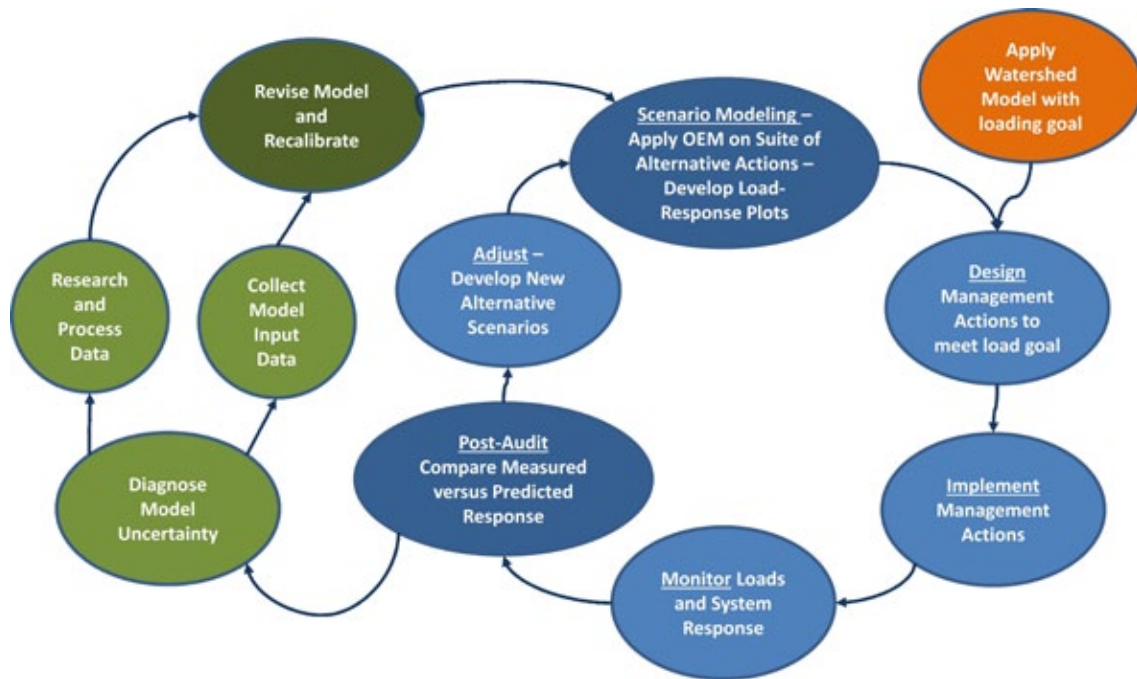 Revise Model
and
Recalibrate
Scenario Modeling –
Apply OEM on Suite of
Alternative Actions –
Develop Load-
Response Plots
Apply
Watershed
Model with
loading goal
Research
and
Process
Data
Collect
Model
Input
Data
Adjust –
Develop New
Alternative
Scenarios
Design
Management
Actions to
meet load goal
Diagnose
Model
Uncertainty
Post-Audit
Compare Measured
versus Predicted
Response
Implement
Management
Actions
Monitor Loads
and System
Response